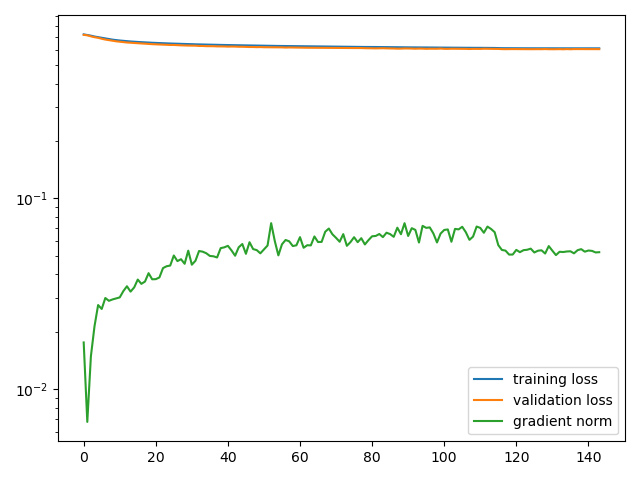 10⁻¹
10⁻²
0 20 40 60 80 100 120 140
training loss
validation loss
gradient norm